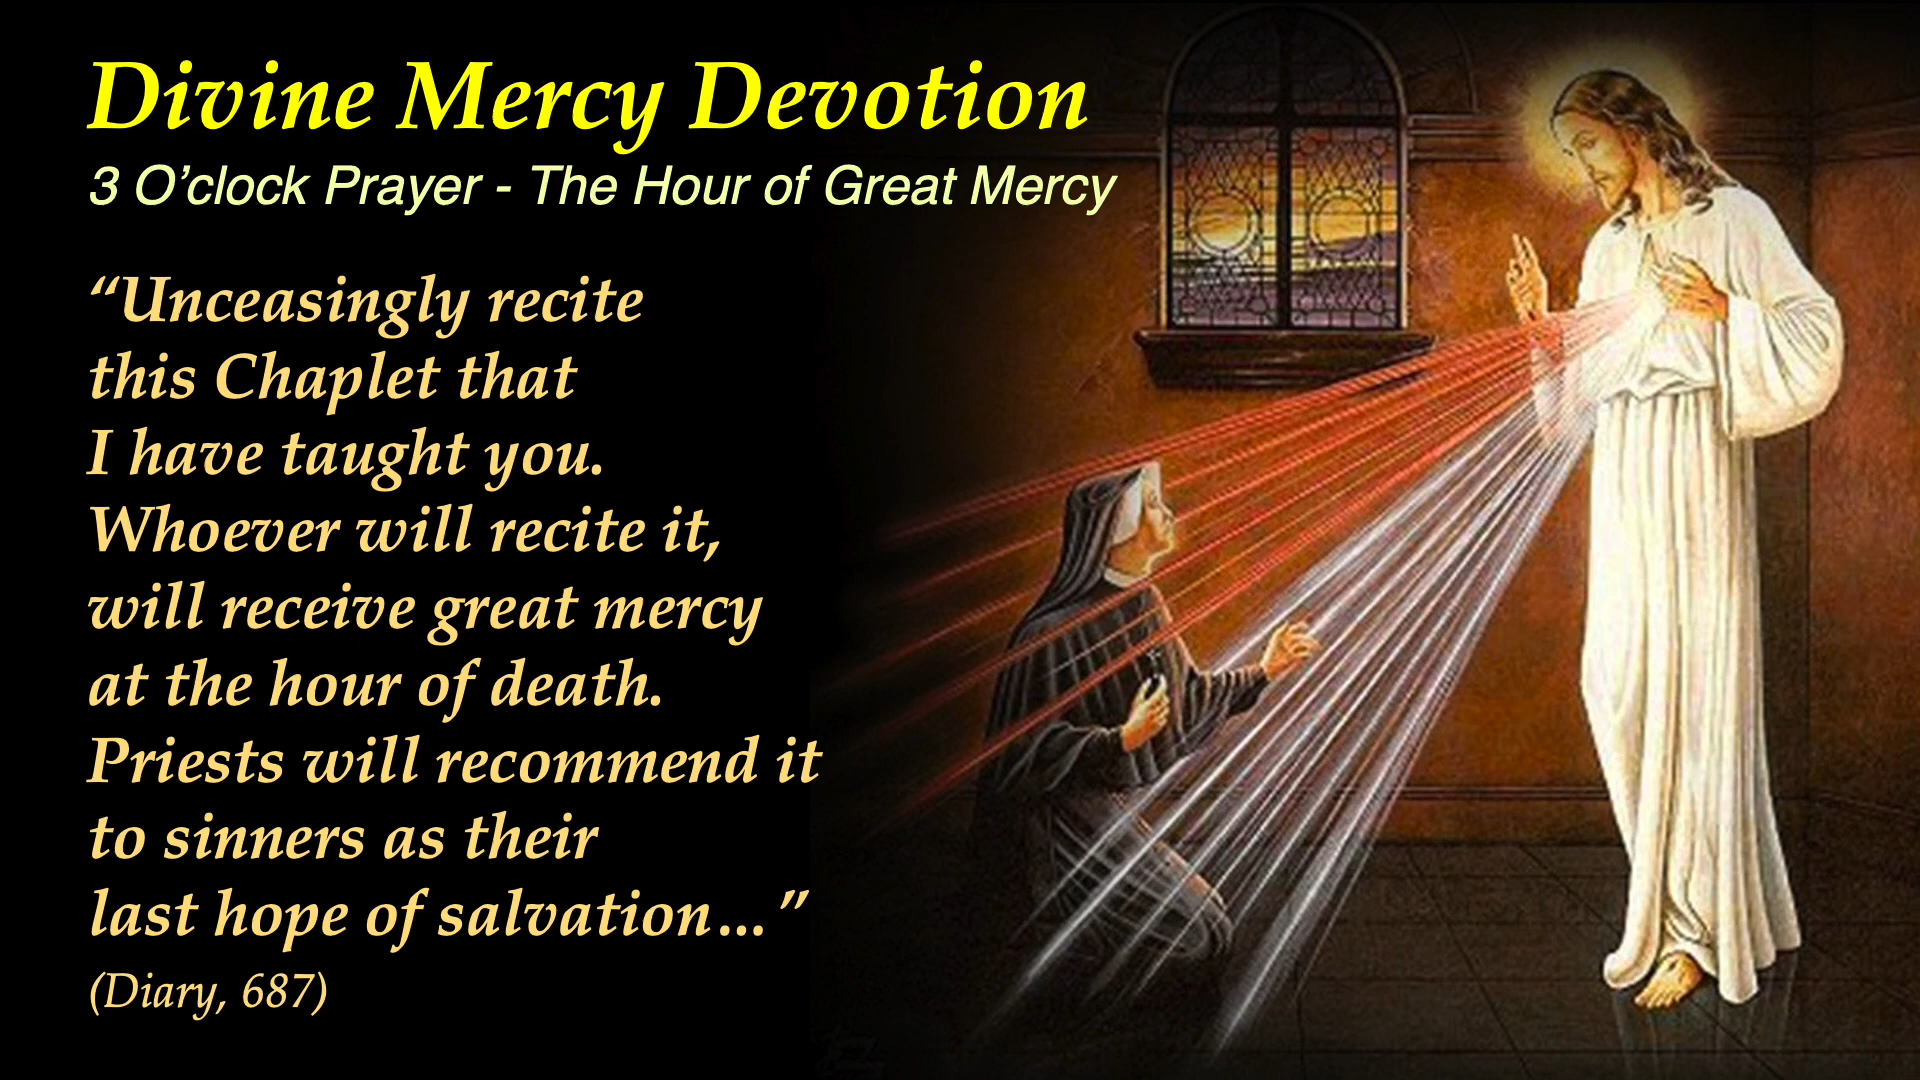 Divine Mercy Devotion
3 O’clock Prayer - The Hour of Great Mercy
“Unceasingly recite
this Chaplet that
I have taught you.
Whoever will recite it,
will receive great mercy
at the hour of death.
Priests will recommend it
to sinners as their
last hope of salvation...”
(Diary, 687)